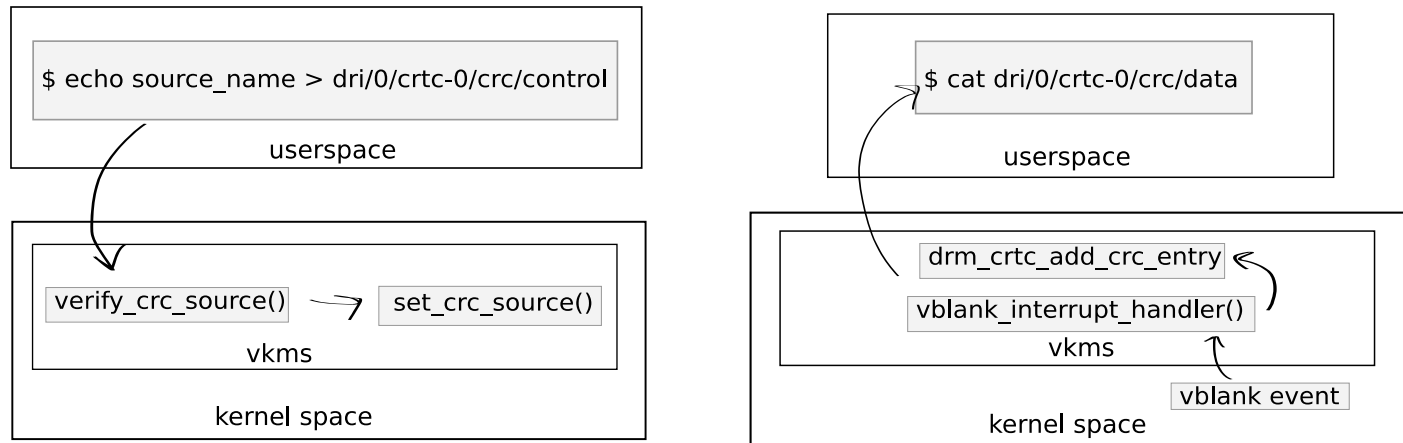 $ echo source_name > dri/0/crtc-0/crc/control
userspace
verify_crc_source()
set_crc_source()
vkms
kernel space
$ cat dri/0/crtc-0/crc/data
userspace
drm_crtc_add_crc_entry
vblank_interrupt_handler()
vkms
vblank event
kernel space